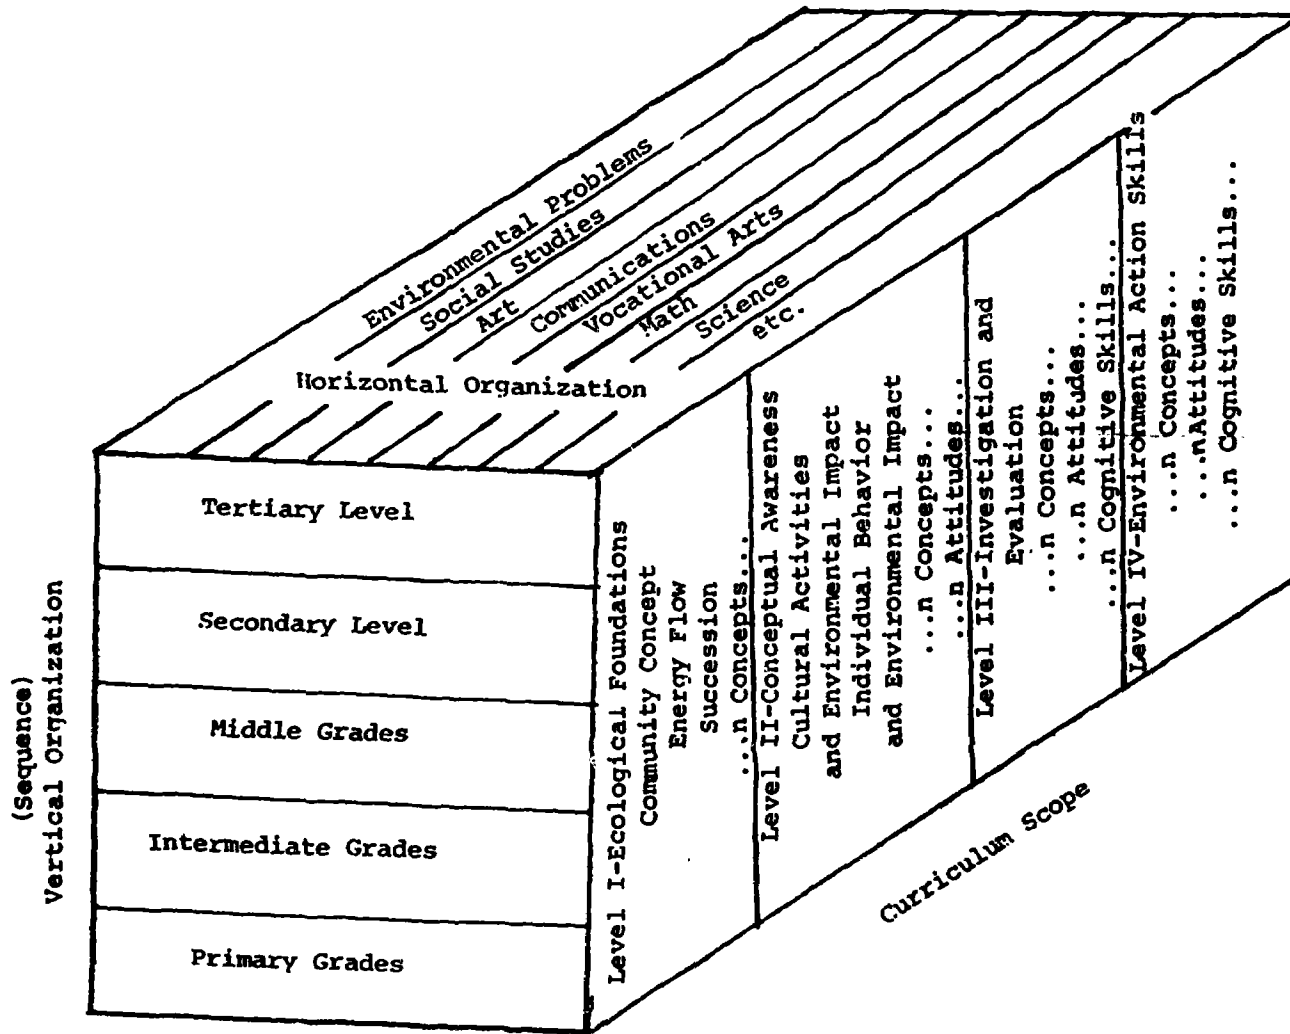 Environmental Problems
Social Studies
Art
Communications
Vocational Arts
Math
Science
etc.
Horizontal Organization
(Sequence)
Vertical Organization
Tertiary Level
Secondary Level
Middle Grades
Intermediate Grades
Primary Grades
Level I-Ecological Foundations
Community Concept
Energy Flow
Succession
...n Concepts...
Level II-Conceptual Awareness
Cultural Activities
and Environmental Impact
Individual Behavior
and Environmental Impact
...n Concepts...
...n Attitudes...
Level III-Investigation and
Evaluation
...n Concepts...
...n Attitudes...
...n Cognitive Skills...
Level IV-Environmental Action Skills
...n Concepts...
...nAttitudes...
...n Cognitive Skills...
Curriculum Scope